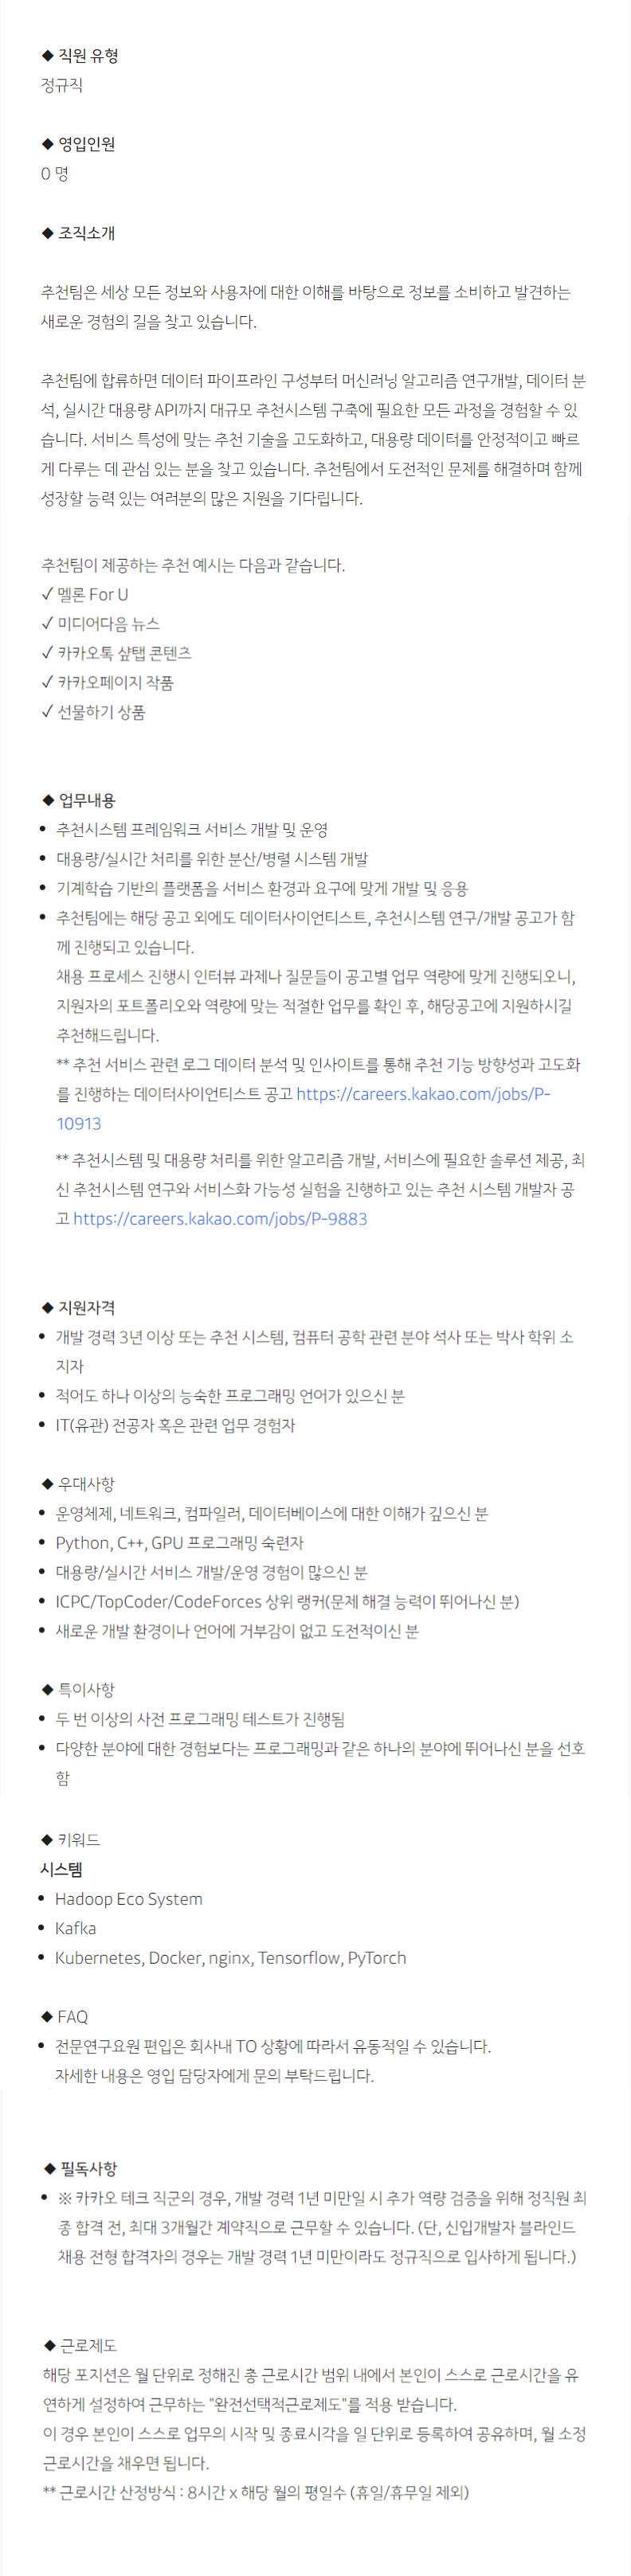 ◆ 직원 유형
정규직
◆ 영입인원
0 명
◆ 조직소개
추천팀은 세상 모든 정보와 사용자에 대한 이해를 바탕으로 정보를 소비하고 발견하는
새로운 경험의 길을 찾고 있습니다.
추천팀에 합류하면 데이터 파이프라인 구성부터 머신러닝 알고리즘 연구개발, 데이터 분
석, 실시간 대용량 API까지 대규모 추천시스템 구축에 필요한 모든 과정을 경험할 수 있
습니다. 서비스 특성에 맞는 추천 기술을 고도화하고, 대용량 데이터를 안정적이고 빠르
게 다루는 데 관심 있는 분을 찾고 있습니다. 추천팀에서 도전적인 문제를 해결하며 함께
성장할 능력 있는 여러분의 많은 지원을 기다립니다.
추천팀이 제공하는 추천 예시는 다음과 같습니다.
✓ 멜론 For U
✓ 미디어다음 뉴스
✓ 카카오톡 샾탭 콘텐츠
✓ 카카오페이지 작품
✓ 선물하기 상품
◆ 업무내용
• 추천시스템 프레임워크 서비스 개발 및 운영
• 대용량/실시간 처리를 위한 분산/병렬 시스템 개발
• 기계학습 기반의 플랫폼을 서비스 환경과 요구에 맞게 개발 및 응용
• 추천팀에는 해당 공고 외에도 데이터사이언티스트, 추천시스템 연구/개발 공고가 함
께 진행되고 있습니다.
채용 프로세스 진행시 인터뷰 과제나 질문들이 공고별 업무 역량에 맞게 진행되오니,
지원자의 포트폴리오와 역량에 맞는 적절한 업무를 확인 후, 해당공고에 지원하시길
추천해드립니다.
** 추천 서비스 관련 로그 데이터 분석 및 인사이트를 통해 추천 기능 방향성과 고도화
를 진행하는 데이터사이언티스트 공고 https://careers.kakao.com/jobs/P-
10913
** 추천시스템 및 대용량 처리를 위한 알고리즘 개발, 서비스에 필요한 솔루션 제공, 최
신 추천시스템 연구와 서비스화 가능성 실험을 진행하고 있는 추천 시스템 개발자 공
고 https://careers.kakao.com/jobs/P-9883
◆ 지원자격
• 개발 경력 3년 이상 또는 추천 시스템, 컴퓨터 공학 관련 분야 석사 또는 박사 학위 소
지자
• 적어도 하나 이상의 능숙한 프로그래밍 언어가 있으신 분
• IT(유관) 전공자 혹은 관련 업무 경험자
◆ 우대사항
• 운영체제, 네트워크, 컴파일러, 데이터베이스에 대한 이해가 깊으신 분
• Python, C++, GPU 프로그래밍 숙련자
• 대용량/실시간 서비스 개발/운영 경험이 많으신 분
• ICPC/TopCoder/CodeForces 상위 랭커(문제 해결 능력이 뛰어나신 분)
• 새로운 개발 환경이나 언어에 거부감이 없고 도전적이신 분
◆ 특이사항
• 두 번 이상의 사전 프로그래밍 테스트가 진행됨
• 다양한 분야에 대한 경험보다는 프로그래밍과 같은 하나의 분야에 뛰어나신 분을 선호
함
◆ 키워드
시스템
• Hadoop Eco System
• Kafka
• Kubernetes, Docker, nginx, Tensorflow, PyTorch
◆ FAQ
• 전문연구요원 편입은 회사내 TO 상황에 따라서 유동적일 수 있습니다.
자세한 내용은 영입 담당자에게 문의 부탁드립니다.
◆ 필독사항
• ※ 카카오 테크 직군의 경우, 개발 경력 1년 미만일 시 추가 역량 검증을 위해 정직원 최
종 합격 전, 최대 3개월간 계약직으로 근무할 수 있습니다. (단, 신입개발자 블라인드
채용 전형 합격자의 경우는 개발 경력 1년 미만이라도 정규직으로 입사하게 됩니다.)
◆ 근로제도
해당 포지션은 월 단위로 정해진 총 근로시간 범위 내에서 본인이 스스로 근로시간을 유
연하게 설정하여 근무하는 "완전선택적근로제도"를 적용 받습니다.
이 경우 본인이 스스로 업무의 시작 및 종료시각을 일 단위로 등록하여 공유하며, 월 소정
근로시간을 채우면 됩니다.
** 근로시간 산정방식 : 8시간 x 해당 월의 평일수 (휴일/휴무일 제외)